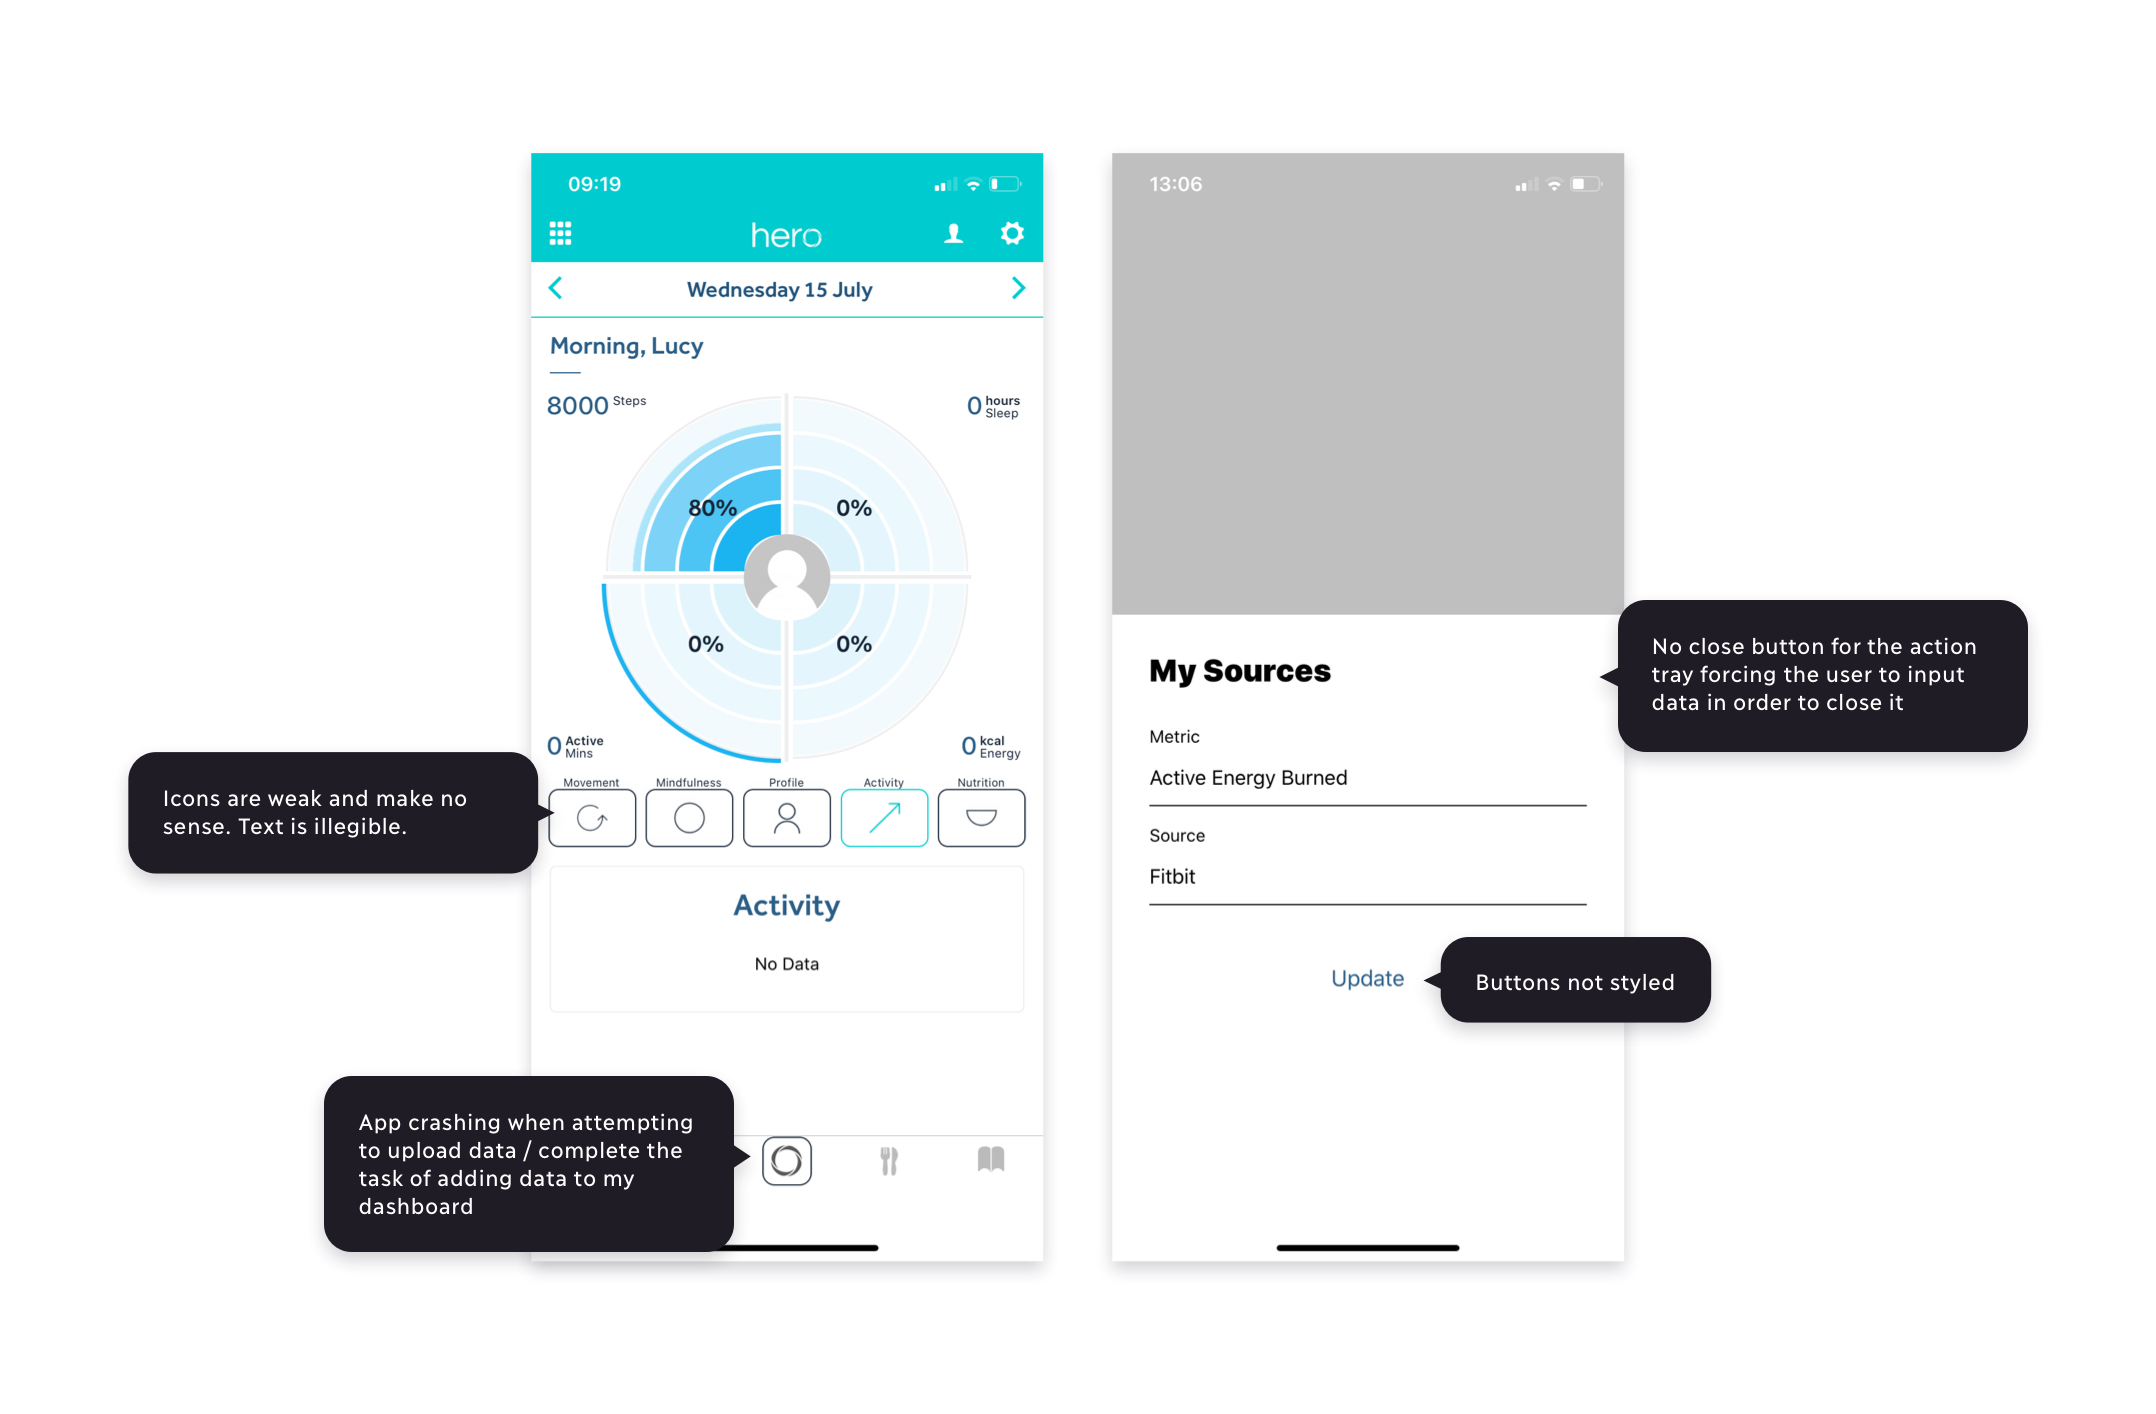 09:19
hero
Wednesday 15 July
Morning, Lucy
8000 Steps
0 hours
Sleep
80%
0%
0%
0%
0 Active
Mins
0 kcal
Energy
Movement
Mindfulness
Profile
Activity
Nutrition
Icons are weak and make no
sense. Text is illegible.
Activity
No Data
App crashing when attempting
to upload data / complete the
task of adding data to my
dashboard
13:06
My Sources
No close button for the action
tray forcing the user to input
data in order to close it
Metric
Active Energy Burned
Source
Fitbit
Update
Buttons not styled